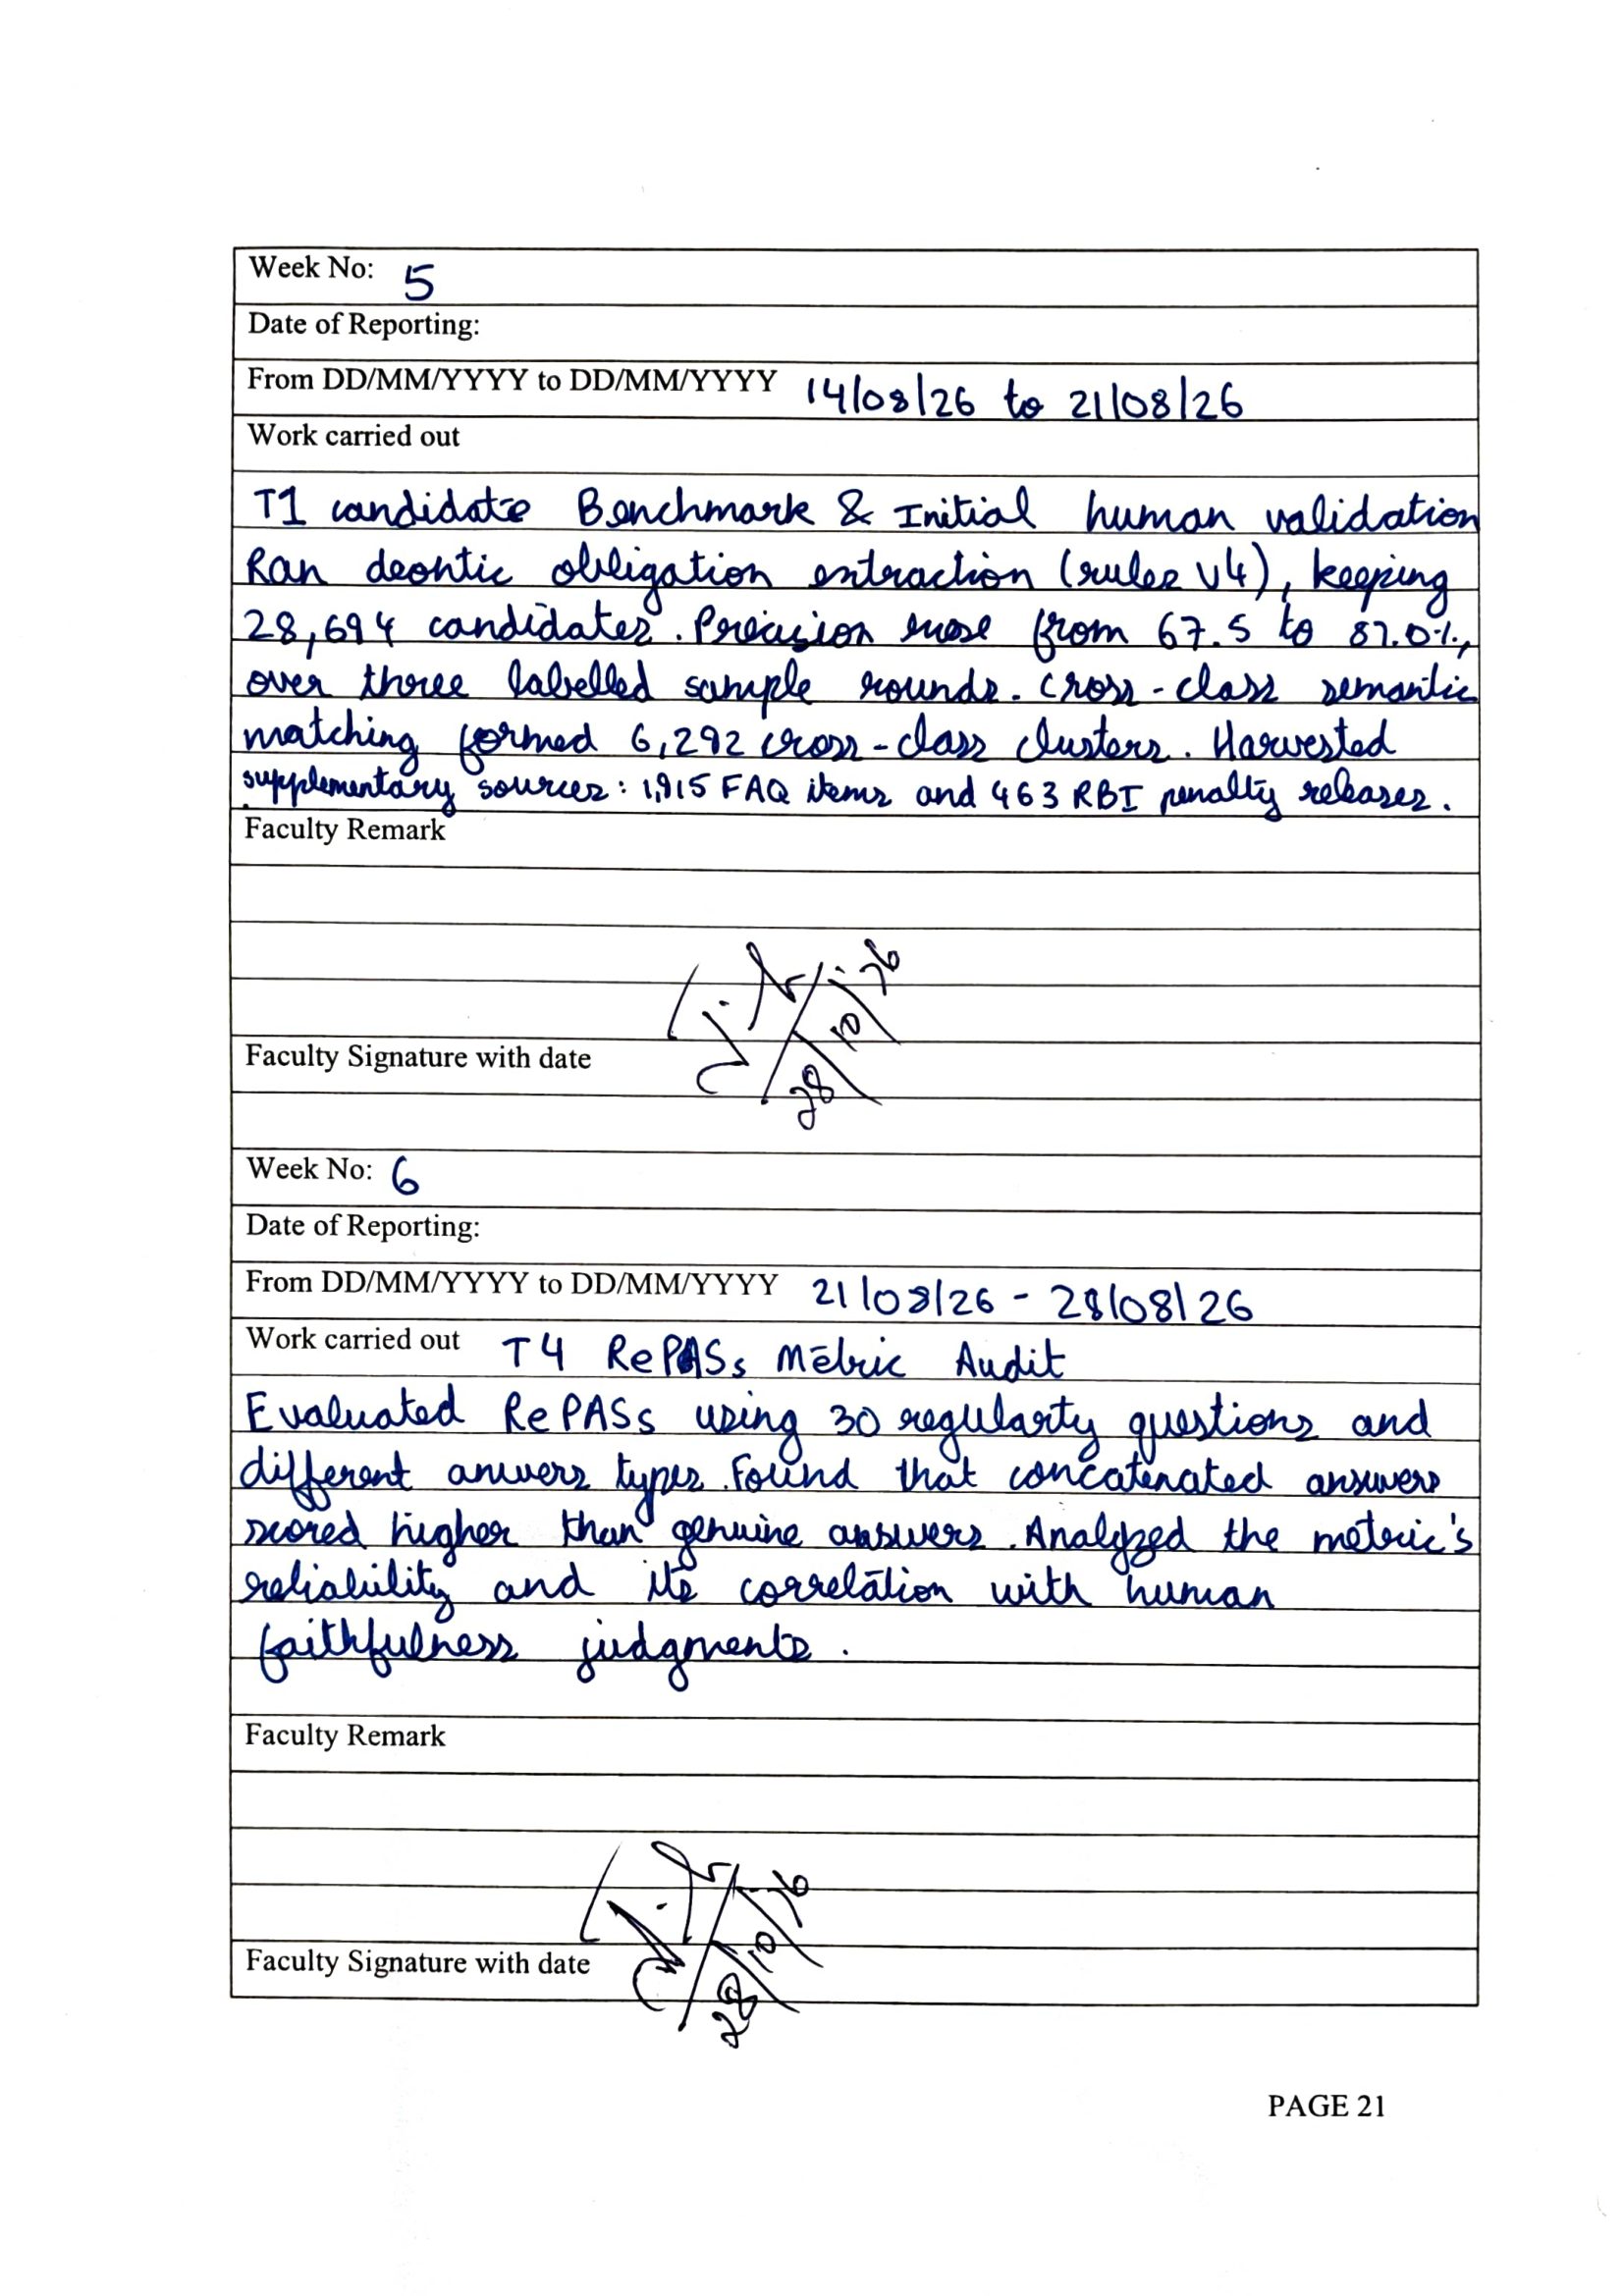 Week No: 5
Date of Reporting:
From DD/MM/YYYY to DD/MM/YYYY 14/08/26 to 21/08/26
Work carried out
T1 candidate Benchmark & Initial human validation
Ran deontic obligation extraction (rules v4), keeping
28,694 candidates. Precision rose from 67.5 to 87.0%,
over three labelled sample rounds. Cross-class semantic
matching formed 6,292 cross-class clusters. Harvested
supplementary sources: 1,915 FAQ items and 463 RBI penalty releases.
Faculty Remark
28/10/26
Faculty Signature with date
Week No: 6
Date of Reporting:
From DD/MM/YYYY to DD/MM/YYYY 21/08/26 - 28/08/26
Work carried out T4 RePASs Metric Audit
Evaluated RePASs using 30 regularty questions and
different anwers types. Found that concatenated answers
scored higher than genuine answers. Analyzed the metric's
reliability and its correlation with human
faithfulness judgments.
Faculty Remark
28/10/26
Faculty Signature with date
PAGE 21